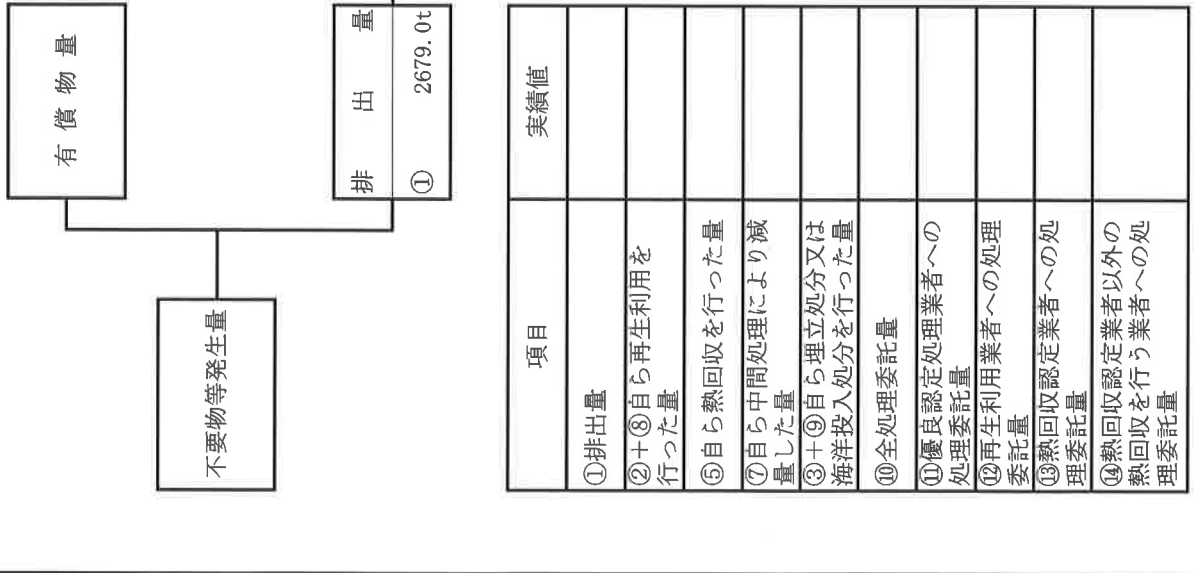 有償物量
排出量
① 2679.0t
不要物等発生量
項目
実績値
①排出量
②+⑧自ら再生利用を
行った量
⑤自ら熱回収を行った量
⑦自ら中間処理により減
量した量
③+⑨自ら埋立処分又は
海洋投入処分を行った量
⑩全処理委託量
⑪優良認定処理業者への
処理委託量
⑫再生利用業者への処理
委託量
⑬熱回収認定業者への処
理委託量
⑭熱回収認定業者以外の
熱回収を行う業者への処
理委託量